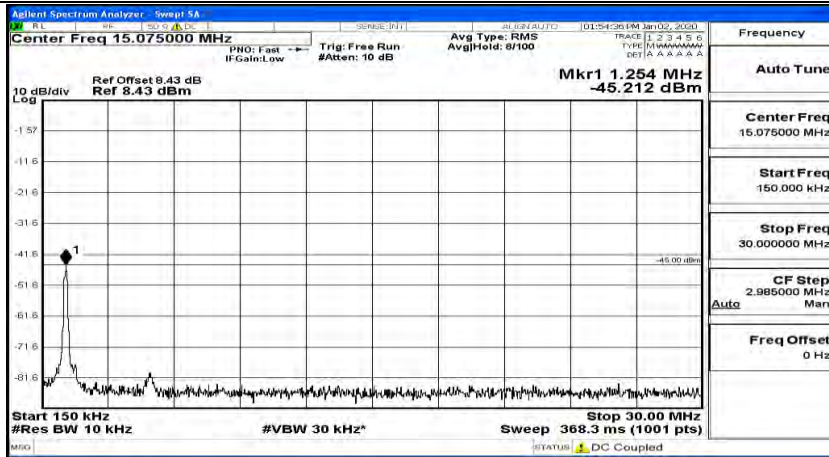 Agilent Spectrum Analyzer - Swept SA
RL RF 50 Ω DC SENSE:INT ALIGN AUTO 01:54:36 PM Jan 02, 2020
Center Freq 15.075000 MHz
PNO: Fast
IFGain:Low
Trig: Free Run
#Atten: 10 dB
Avg Type: RMS
Avg|Hold: 8/100
TRACE 1 2 3 4 5 6
TYPE MWWWWW
DET A A A A A A
Ref Offset 8.43 dB
Ref 8.43 dBm
Mkr1 1.254 MHz
-45.212 dBm
10 dB/div
Log
-1.57
-11.6
-21.6
-31.6
-41.6
-51.6
-61.6
-71.6
-81.6
1
-45.00 dBm
Start 150 kHz
Stop 30.00 MHz
#Res BW 10 kHz
#VBW 30 kHz*
Sweep 368.3 ms (1001 pts)
MSG
STATUS
DC Coupled
Frequency
Auto Tune
Center Freq
15.075000 MHz
Start Freq
150.000 kHz
Stop Freq
30.000000 MHz
CF Step
2.985000 MHz
Auto Man
Freq Offset
0 Hz